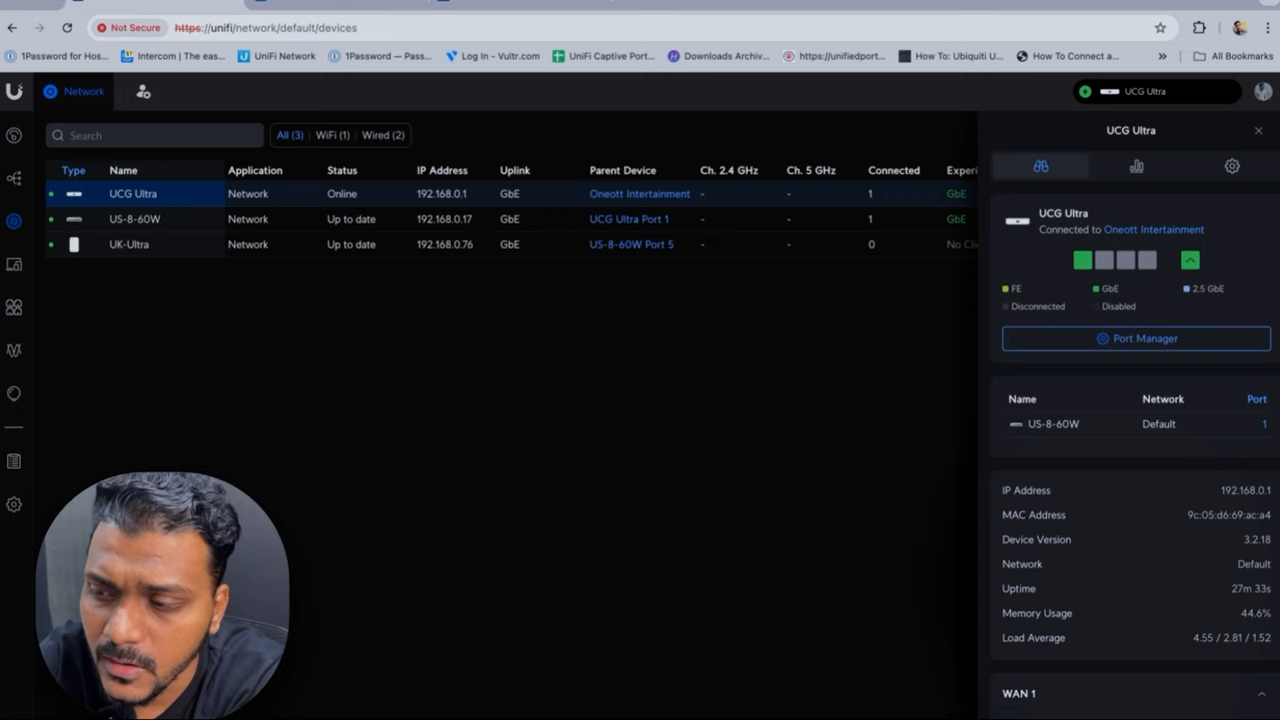 Not Secure https://unifi/network/default/devices
1Password for Hos... Intercom | The eas... UniFi Network 1Password — Pass... Log In - Vultr.com UniFi Captive Port... Downloads Archiv... https://unifiedport... How To: Ubiquiti U... How To Connect a... » All Bookmarks
Network UCG Ultra
Search All (3) WiFi (1) Wired (2)
Type Name Application Status IP Address Uplink Parent Device Ch. 2.4 GHz Ch. 5 GHz Connected Experi
UCG Ultra Network Online 192.168.0.1 GbE Oneott Intertainment - - 1 GbE
US-8-60W Network Up to date 192.168.0.17 GbE UCG Ultra Port 1 - - 1 GbE
UK-Ultra Network Up to date 192.168.0.76 GbE US-8-60W Port 5 - - 0 No Cli
UCG Ultra
UCG Ultra
Connected to Oneott Intertainment
FE GbE 2.5 GbE
Disconnected Disabled
Port Manager
Name Network Port
US-8-60W Default 1
IP Address 192.168.0.1
MAC Address 9c:05:d6:69:ac:a4
Device Version 3.2.18
Network Default
Uptime 27m 33s
Memory Usage 44.6%
Load Average 4.55 / 2.81 / 1.52
WAN 1